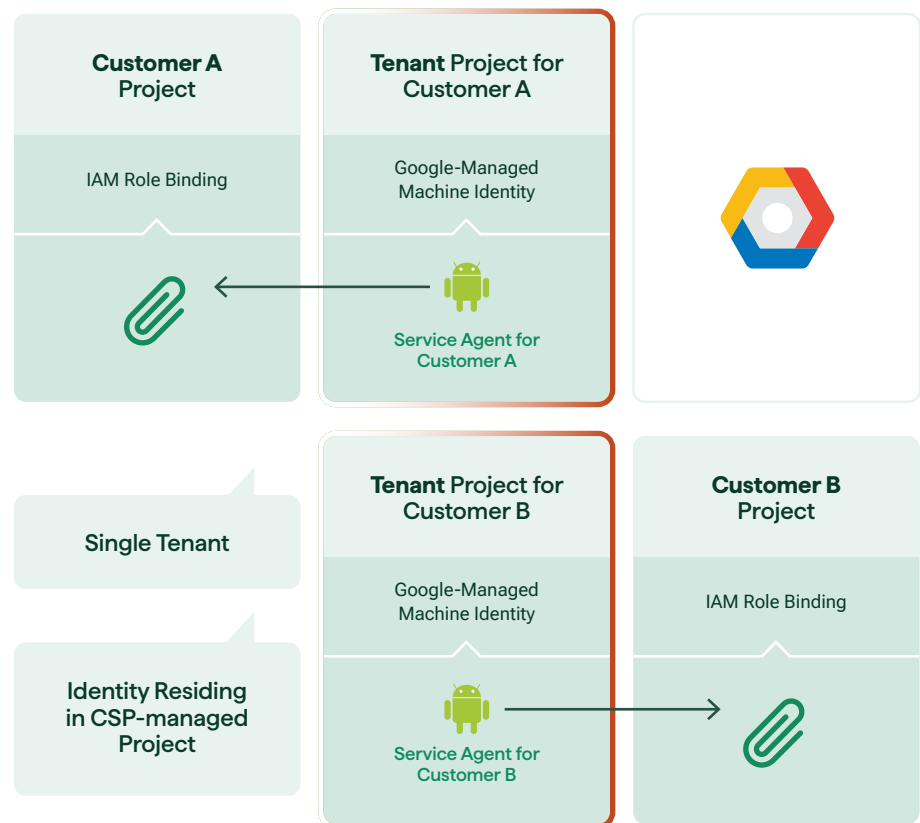 Customer A
Project
Tenant Project for
Customer A
IAM Role Binding
Google-Managed
Machine Identity
Service Agent for
Customer A
Single Tenant
Identity Residing
in CSP-managed
Project
Tenant Project for
Customer B
Customer B
Project
Google-Managed
Machine Identity
IAM Role Binding
Service Agent for
Customer B